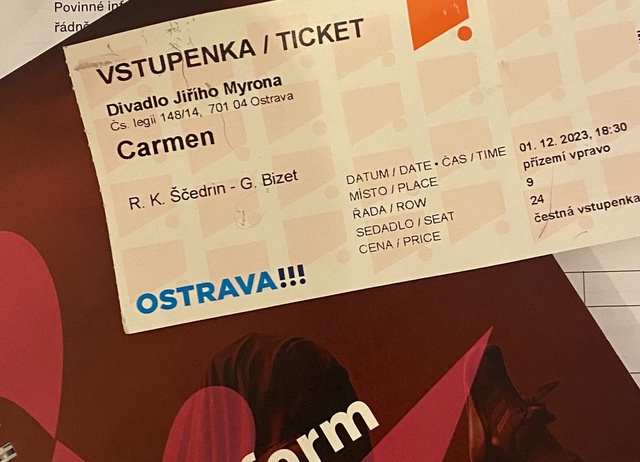 Povinné
řádně
VSTUPENKA / TICKET
Divadlo Jiřího Myrona
Čs. legií 148/14, 701 04 Ostrava
Carmen
R. K. Ščedrin - G. Bizet
DATUM / DATE • ČAS / TIME 01. 12. 2023, 18:30
MÍSTO / PLACE přízemí vpravo
ŘADA / ROW 9
SEDADLO / SEAT 24
CENA / PRICE čestná vstupenka
OSTRAVA!!!
form